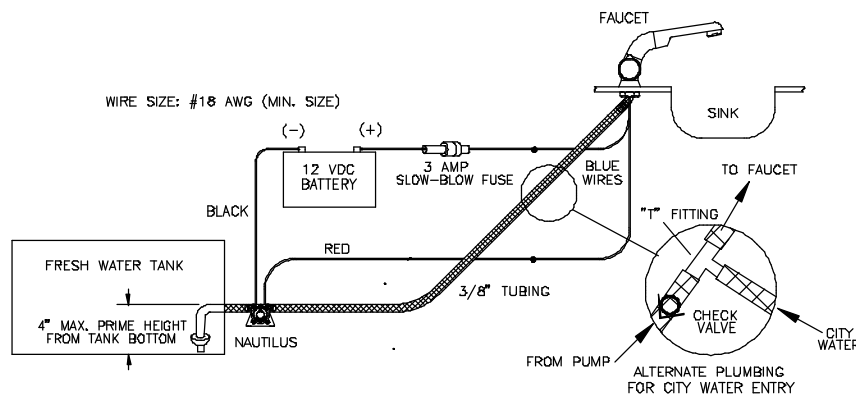 FAUCET
WIRE SIZE: #18 AWG (MIN. SIZE)
SINK
(-)
(+)
12 VDC
BATTERY
3 AMP
SLOW-BLOW FUSE
BLUE
WIRES
TO FAUCET
BLACK
"T" FITTING
RED
FRESH WATER TANK
3/8" TUBING
4" MAX. PRIME HEIGHT
FROM TANK BOTTOM
NAUTILUS
CHECK
VALVE
CITY
WATER
FROM PUMP
ALTERNATE PLUMBING
FOR CITY WATER ENTRY